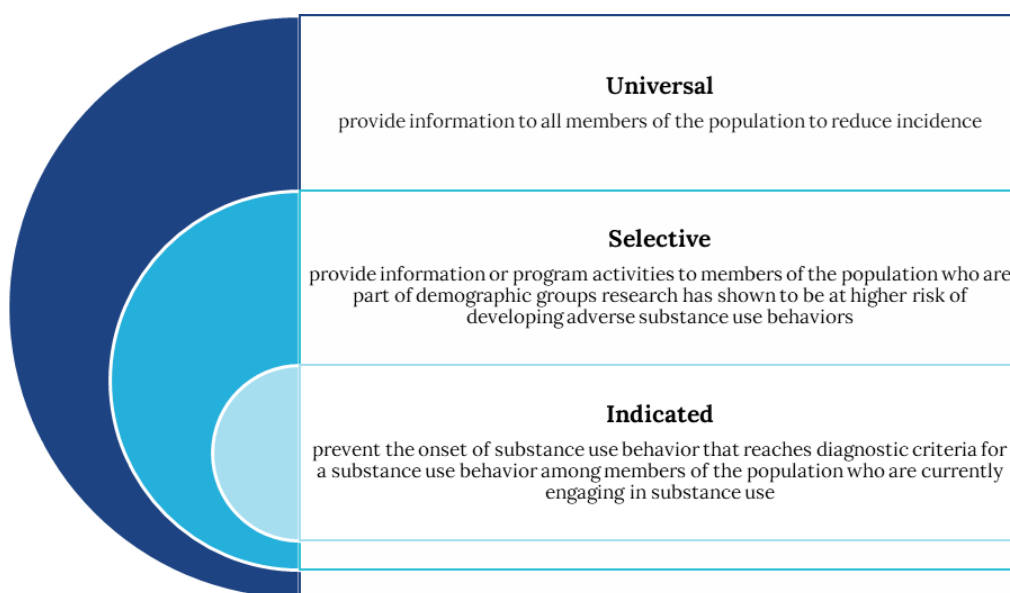 Universal
provide information to all members of the population to reduce incidence
Selective
provide information or program activities to members of the population who are
part of demographic groups research has shown to be at higher risk of
developing adverse substance use behaviors
Indicated
prevent the onset of substance use behavior that reaches diagnostic criteria for
a substance use behavior among members of the population who are currently
engaging in substance use